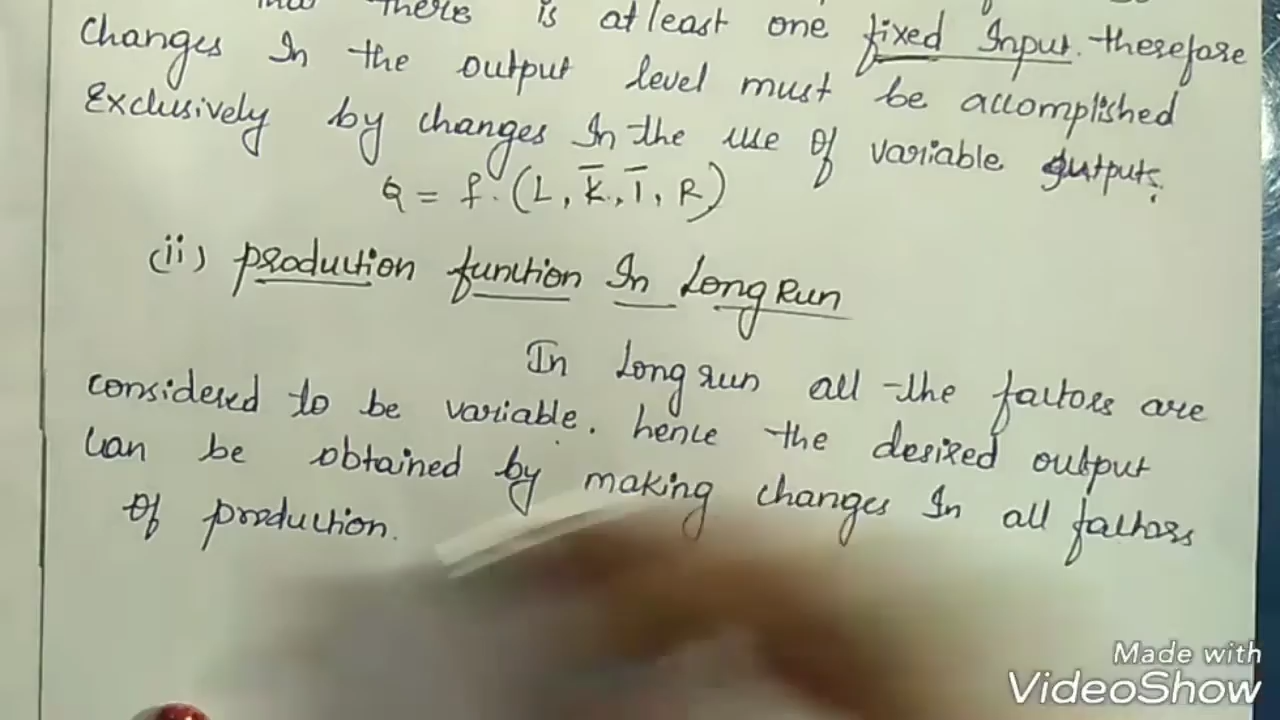 there is atleast one fixed Input. therefore
changes In the output level must be accomplished
Exclusively by changes In the use of variable outputs.
Q = f. (L, K̅, T̅, R)
(ii) production function In Long Run
In Long run all the factors are
considered to be variable. hence the desired output
can be obtained by making changes In all factors
of production.
Made with
VideoShow